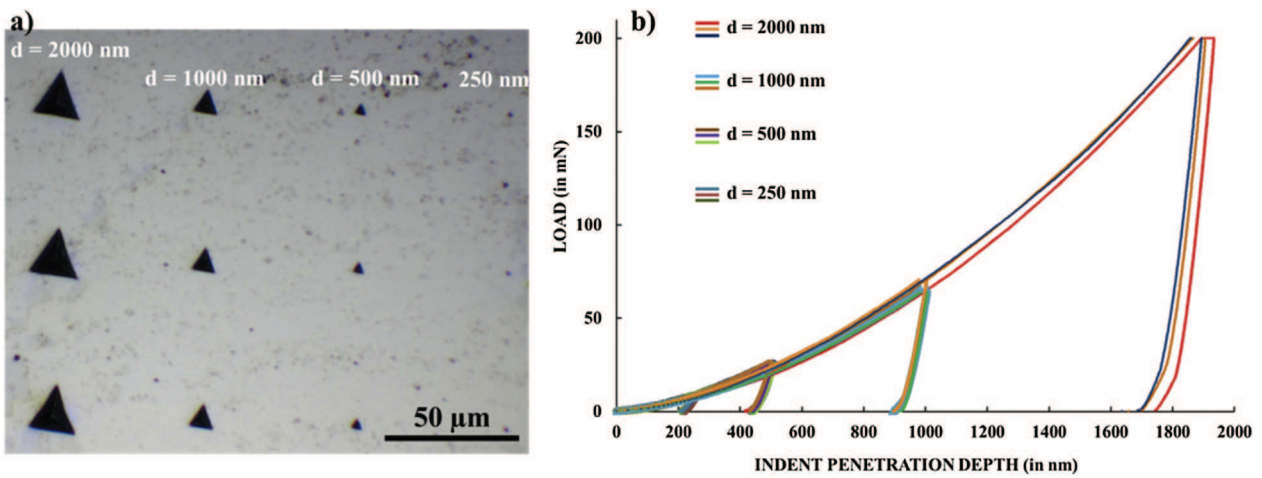 a)
d = 2000 nm
d = 1000 nm
d = 500 nm
250 nm
50 µm
b)
d = 2000 nm
d = 1000 nm
d = 500 nm
d = 250 nm
LOAD (in mN)
200
150
100
50
0
0 200 400 600 800 1000 1200 1400 1600 1800 2000
INDENT PENETRATION DEPTH (in nm)